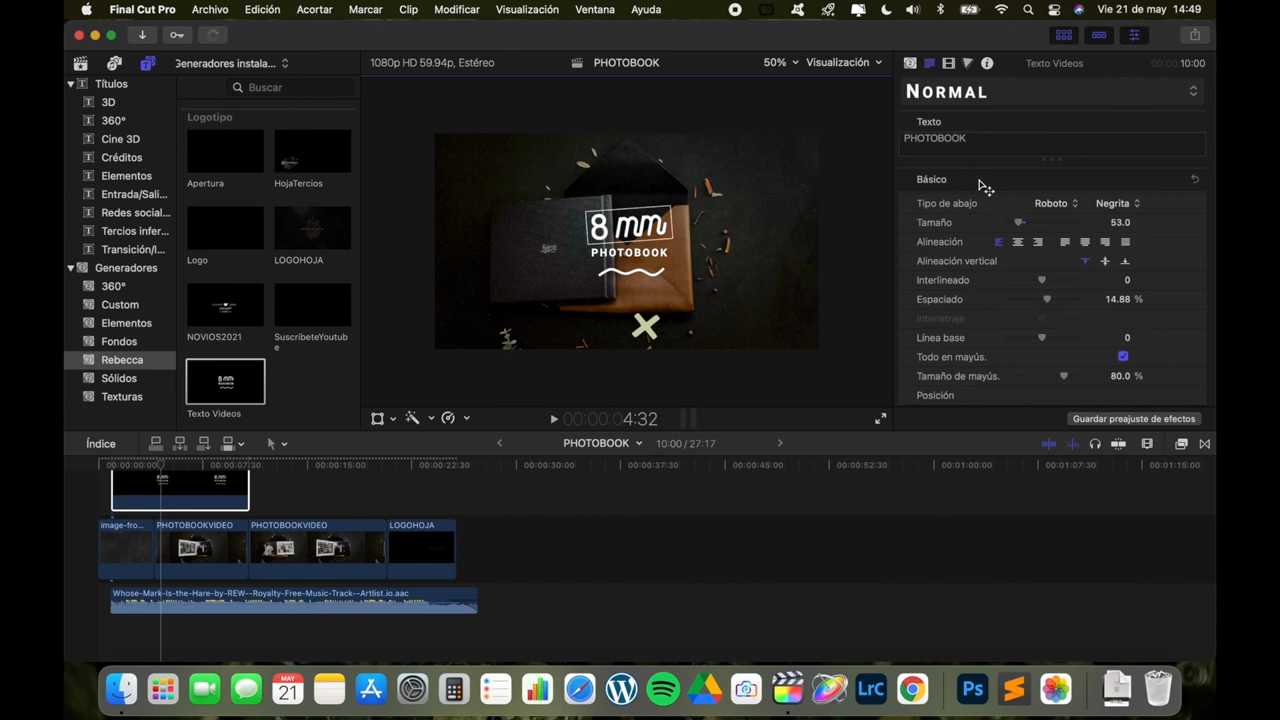 Final Cut Pro Archivo Edición Acortar Marcar Clip Modificar Visualización Ventana Ayuda Vie 21 de may 14:49
Generadores instala...
Buscar
1080p HD 59.94p, Estéreo
PHOTOBOOK
50% Visualización
Texto Videos 00:00 10:00
Títulos
3D
360°
Cine 3D
Créditos
Elementos
Entrada/Sali...
Redes social...
Tercios infer...
Transición/I...
Generadores
360°
Custom
Elementos
Fondos
Rebecca
Sólidos
Texturas
Logotipo
Apertura HojaTercios
Logo LOGOHOJA
NOVIOS2021 SuscríbeteYoutub
e
Texto Videos
8 mm
PHOTOBOOK
00:00:04:32
NORMAL
Texto
PHOTOBOOK
Básico
Tipo de abajo Roboto Negrita
Tamaño 53.0
Alineación
Alineación vertical
Interlineado 0
Espaciado 14.88 %
Interletraje
Línea base 0
Todo en mayús.
Tamaño de mayús. 80.0 %
Posición
Guardar preajuste de efectos
Índice
PHOTOBOOK 10:00 / 27:17
00:00:00:00 00:00:07:30 00:00:15:00 00:00:22:30 00:00:30:00 00:00:37:30 00:00:45:00 00:00:52:30 00:01:00:00 00:01:07:30 00:01:15:00
image-fro... PHOTOBOOKVIDEO PHOTOBOOKVIDEO LOGOHOJA
Whose-Mark-Is-the-Hare-by-REW--Royalty-Free-Music-Track--Artlist.io.aac
MAY
21
LrC
Ps